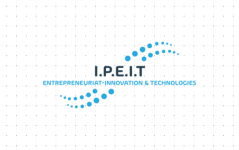 I.P.E.I.T
ENTREPRENEURIAT-INNOVATION & TECHNOLOGIES